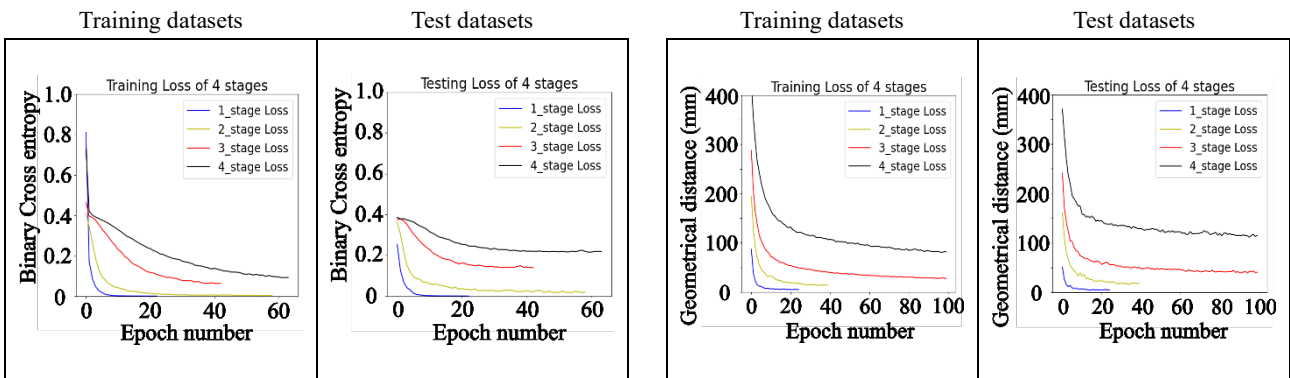 Training datasets
Test datasets
Training datasets
Test datasets
Training Loss of 4 stages
Binary Cross entropy
1.0
0.8
0.6
0.4
0.2
0
1_stage Loss
2_stage Loss
3_stage Loss
4_stage Loss
0 20 40 60
Epoch number
Testing Loss of 4 stages
Binary Cross entropy
1.0
0.8
0.6
0.4
0.2
0
1_stage Loss
2_stage Loss
3_stage Loss
4_stage Loss
0 20 40 60
Epoch number
Training Loss of 4 stages
Geometrical distance (mm)
400
300
200
100
0
1_stage Loss
2_stage Loss
3_stage Loss
4_stage Loss
0 20 40 60 80 100
Epoch number
Testing Loss of 4 stages
Geometrical distance (mm)
400
300
200
100
0
1_stage Loss
2_stage Loss
3_stage Loss
4_stage Loss
0 20 40 60 80 100
Epoch number